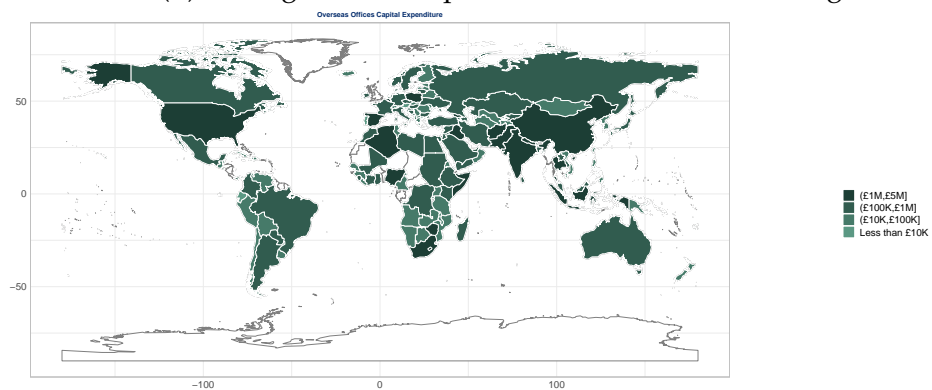 Overseas Offices Capital Expenditure
50
0
−50
−100 0 100
(£1M,£5M]
(£100K,£1M]
(£10K,£100K]
Less than £10K